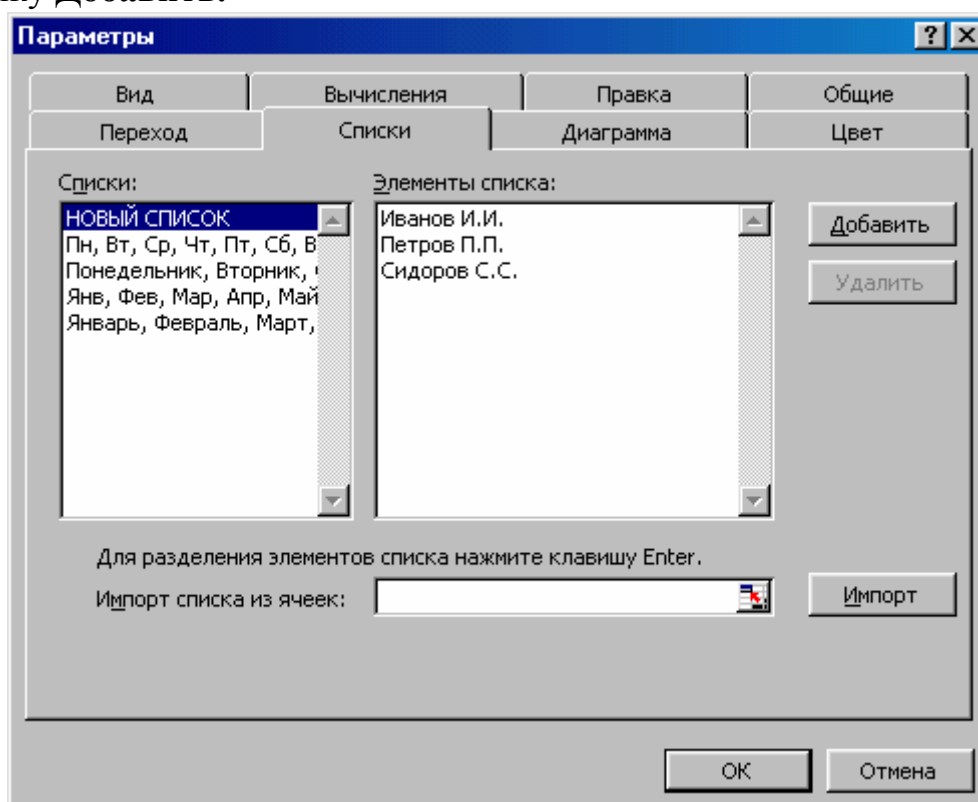 Добавить.
Параметры
Вид Вычисления Правка Общие
Переход Списки Диаграмма Цвет
Списки: Элементы списка:
НОВЫЙ СПИСОК
Пн, Вт, Ср, Чт, Пт, Сб, В
Понедельник, Вторник,
Янв, Фев, Мар, Апр, Май
Январь, Февраль, Март,
Иванов И.И.
Петров П.П.
Сидоров С.С.
Добавить
Удалить
Для разделения элементов списка нажмите клавишу Enter.
Импорт списка из ячеек: Импорт
ОК Отмена